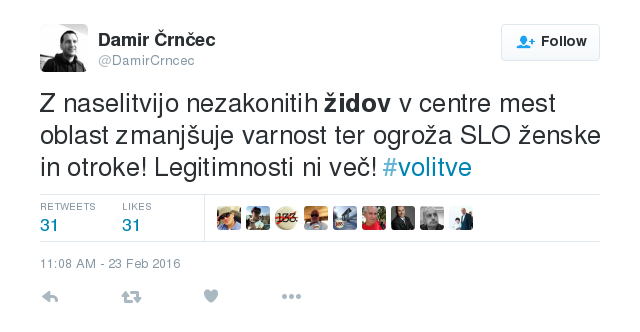 Damir Črnčec
@DamirCrncec
Follow
Z naselitvijo nezakonitih židov v centre mest
oblast zmanjšuje varnost ter ogroža SLO ženske
in otroke! Legitimnosti ni več! #volitve
RETWEETS LIKES
31 31
11:08 AM - 23 Feb 2016